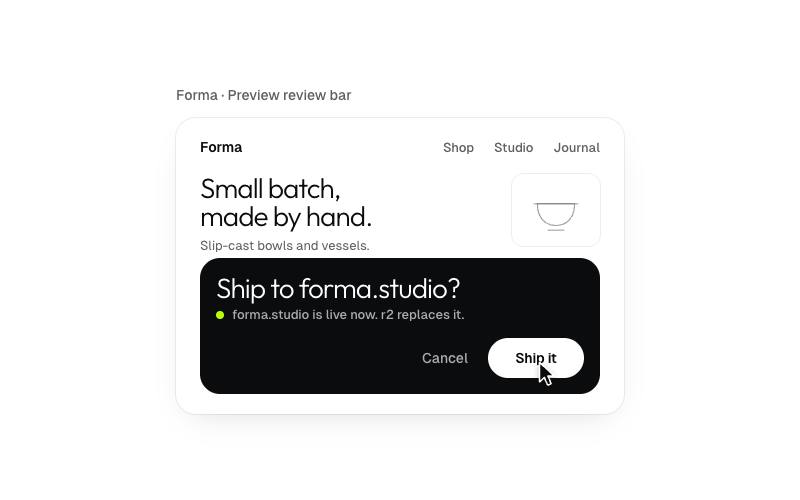 Forma · Preview review bar
Forma
Shop Studio Journal
Small batch,
made by hand.
Slip-cast bowls and vessels.
Ship to forma.studio?
forma.studio is live now. r2 replaces it.
Cancel
Ship it